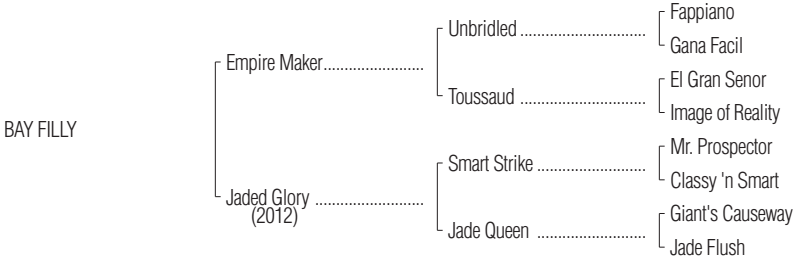 Fappiano
Unbridled ............................
Gana Facil
Empire Maker.......................
El Gran Senor
Toussaud ............................
Image of Reality
BAY FILLY
Mr. Prospector
Smart Strike ........................
Classy 'n Smart
Jaded Glory .........................
(2012)
Giant's Causeway
Jade Queen ........................
Jade Flush